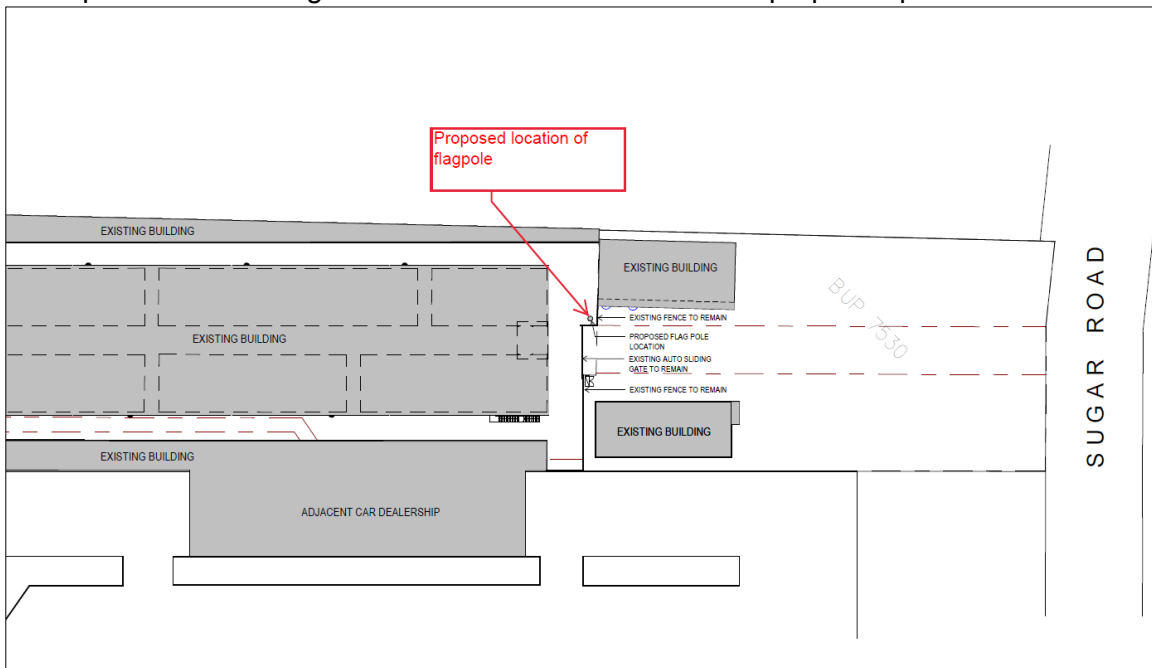 Proposed location of
flagpole
EXISTING BUILDING
EXISTING BUILDING
BUP 7530
SUGAR ROAD
EXISTING FENCE TO REMAIN
PROPOSED FLAG POLE
LOCATION
EXISTING BUILDING
EXISTING AUTO SLIDING
GATE TO REMAIN
EXISTING FENCE TO REMAIN
EXISTING BUILDING
EXISTING BUILDING
ADJACENT CAR DEALERSHIP